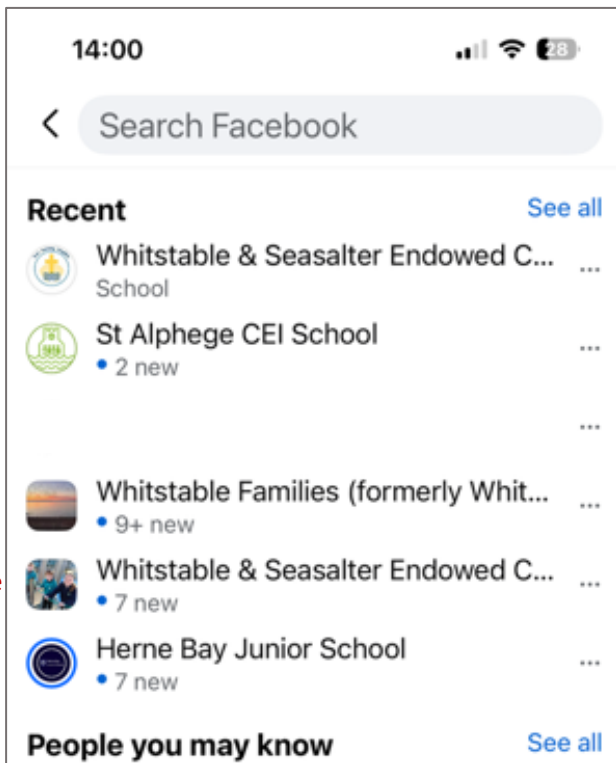 14:00
28
Search Facebook
Recent
See all
Whitstable & Seasalter Endowed C...
...
School
St Alphege CEI School
...
• 2 new
...
Whitstable Families (formerly Whit...
...
• 9+ new
Whitstable & Seasalter Endowed C...
...
• 7 new
Herne Bay Junior School
...
• 7 new
People you may know
See all